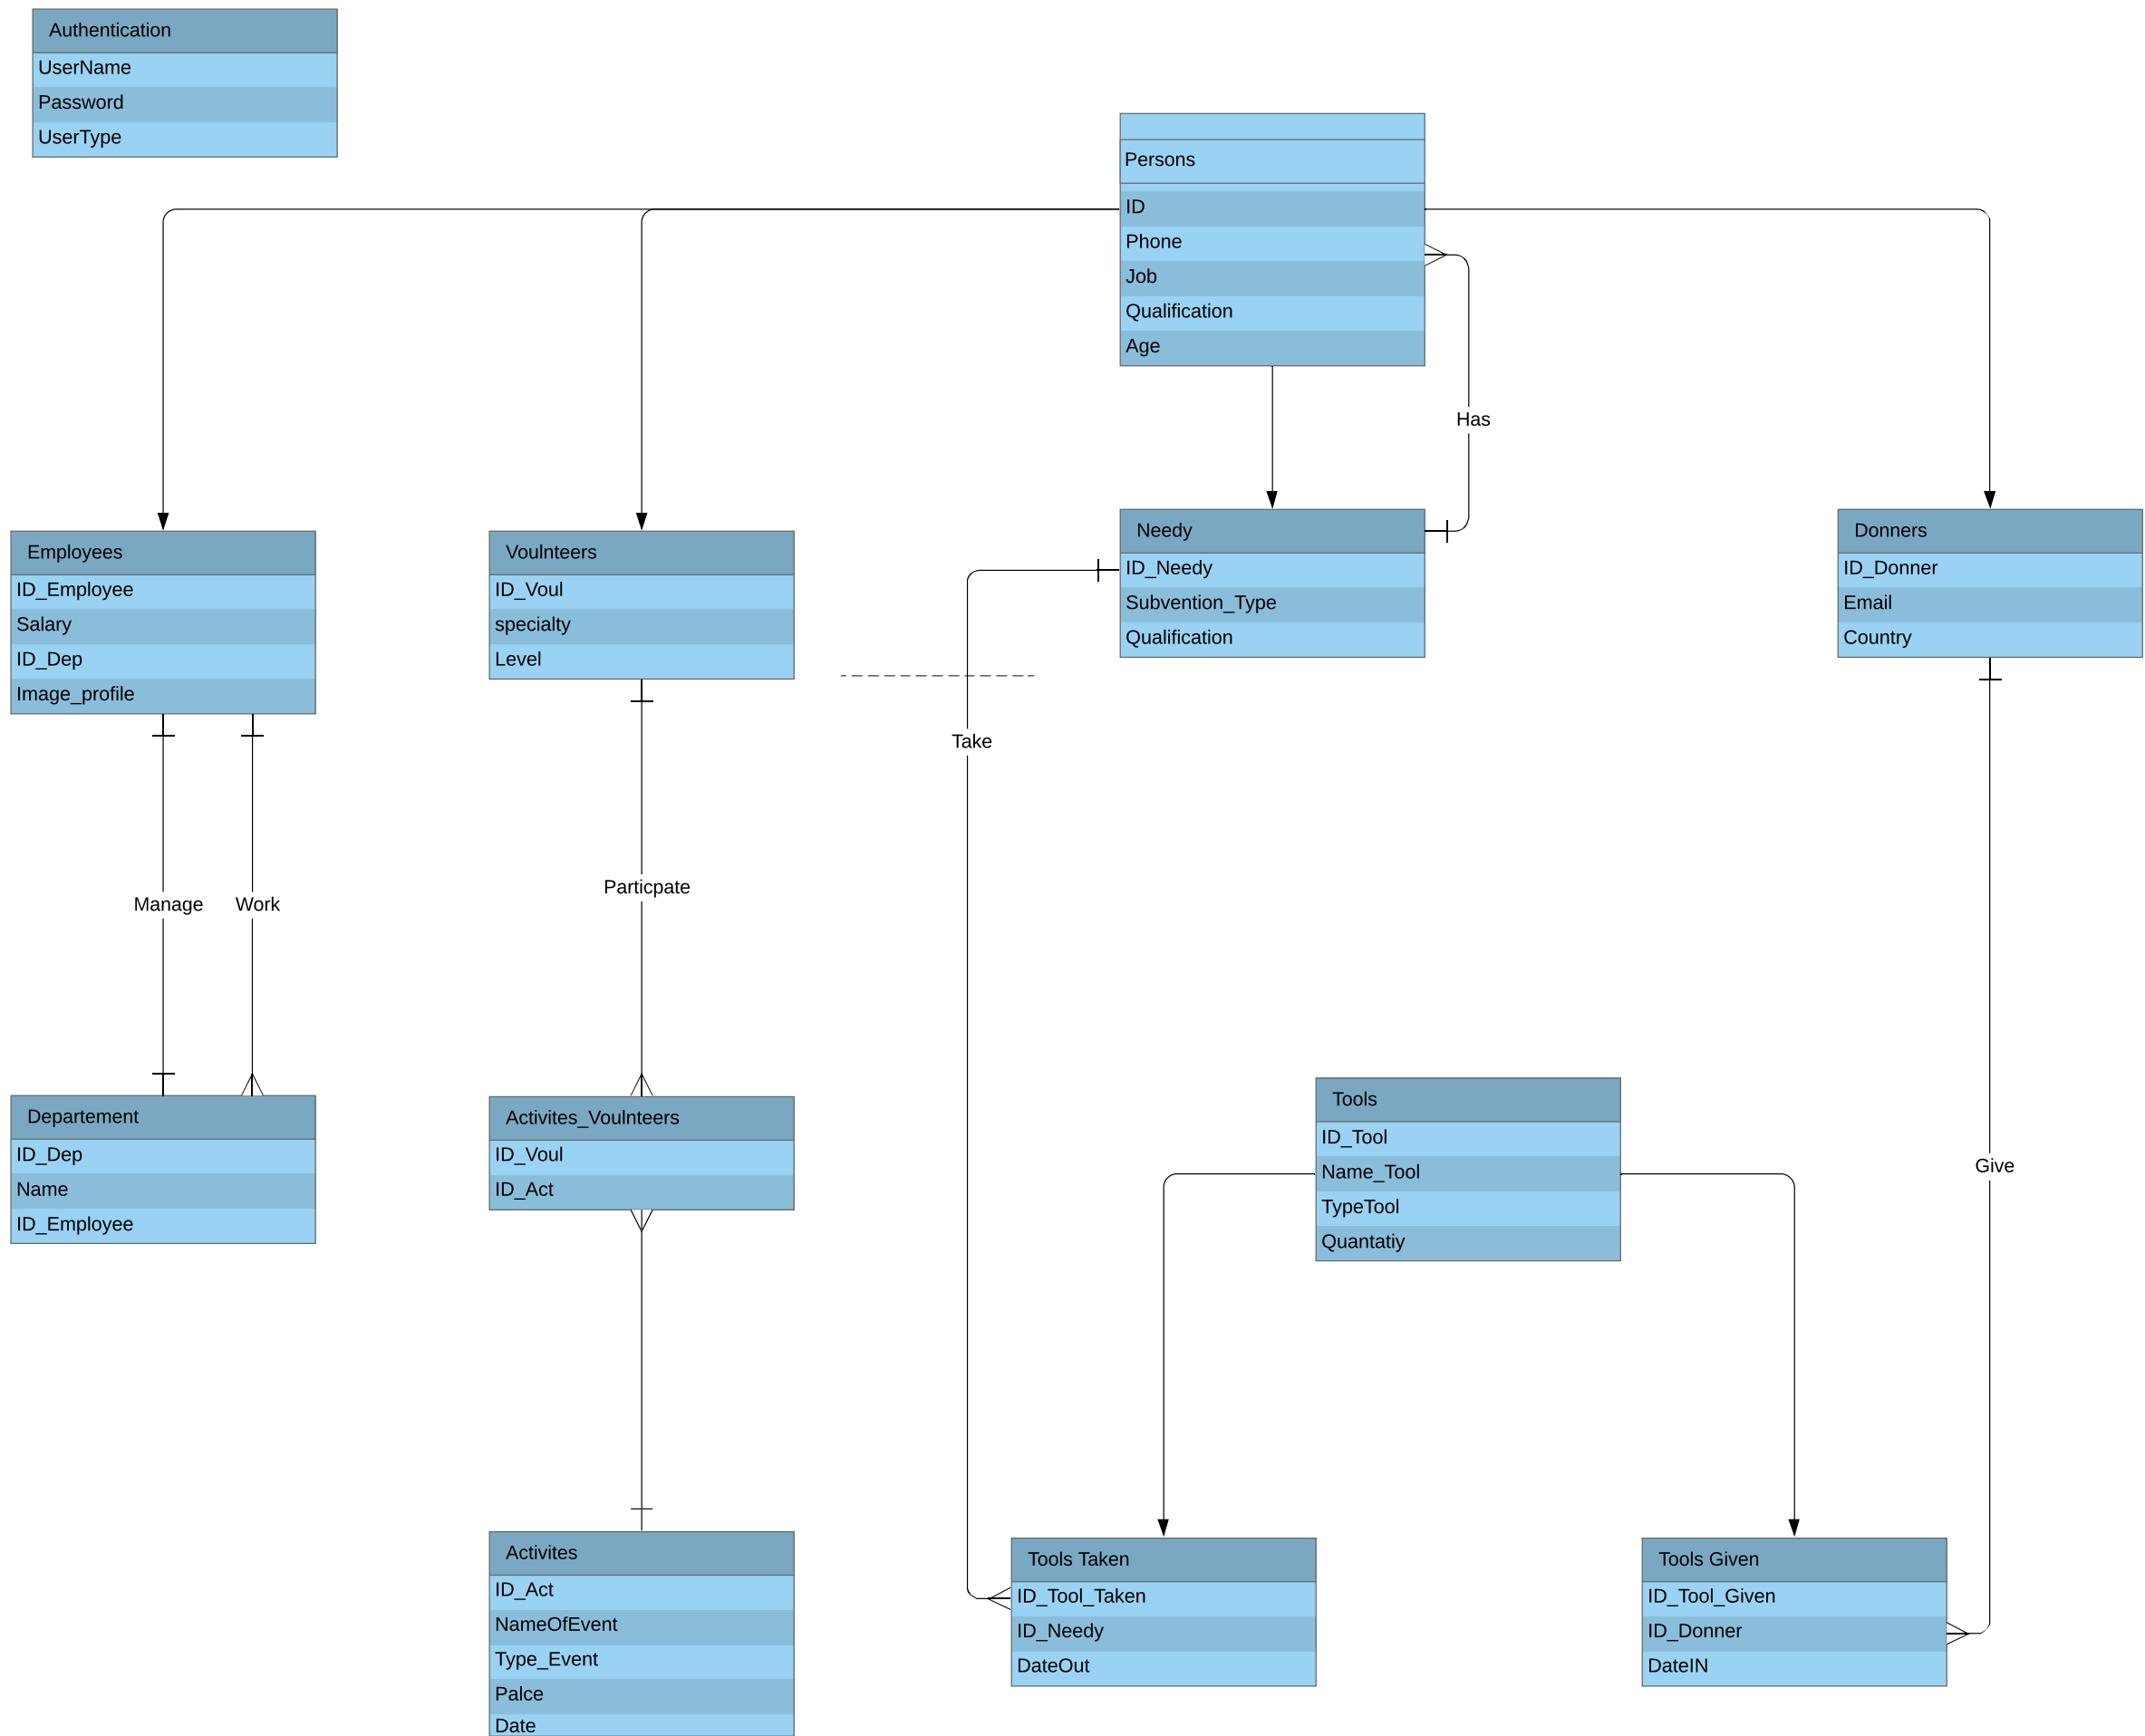 Authentication
UserName
Password
UserType
Persons
ID
Phone
Job
Qualification
Age
Has
Employees
ID_Employee
Salary
ID_Dep
Image_profile
Voulnteers
ID_Voul
specialty
Level
Needy
ID_Needy
Subvention_Type
Qualification
Donners
ID_Donner
Email
Country
Take
Manage
Work
Particpate
Departement
ID_Dep
Name
ID_Employee
Activites_Voulnteers
ID_Voul
ID_Act
Tools
ID_Tool
Name_Tool
TypeTool
Quantatiy
Give
Activites
ID_Act
NameOfEvent
Type_Event
Palce
Date
Tools Taken
ID_Tool_Taken
ID_Needy
DateOut
Tools Given
ID_Tool_Given
ID_Donner
DateIN